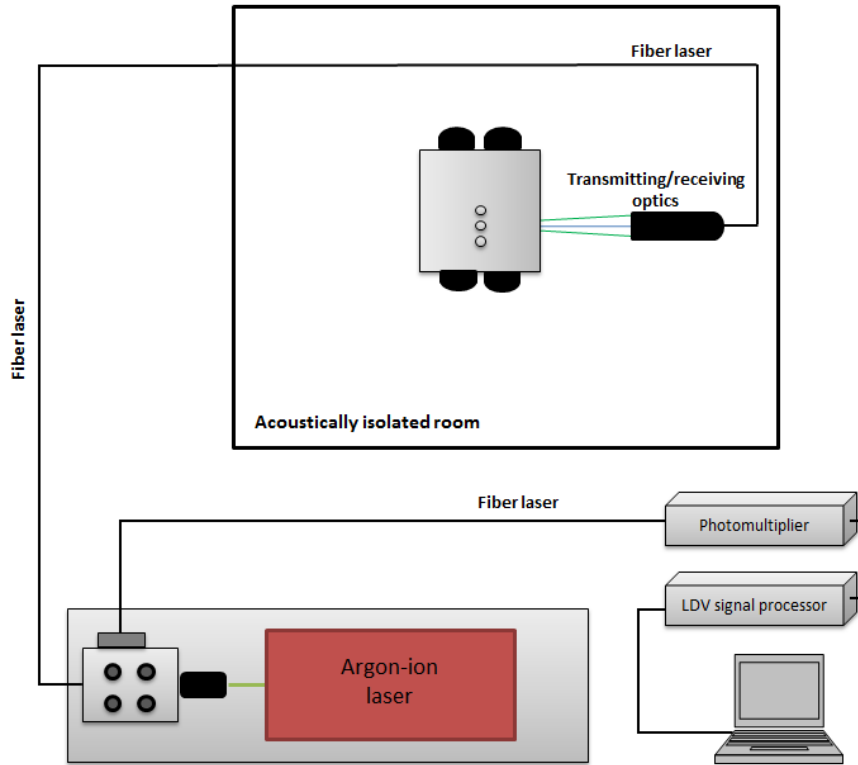 Fiber laser
Transmitting/receiving
optics
Fiber laser
Acoustically isolated room
Fiber laser
Photomultiplier
LDV signal processor
Argon-ion
laser